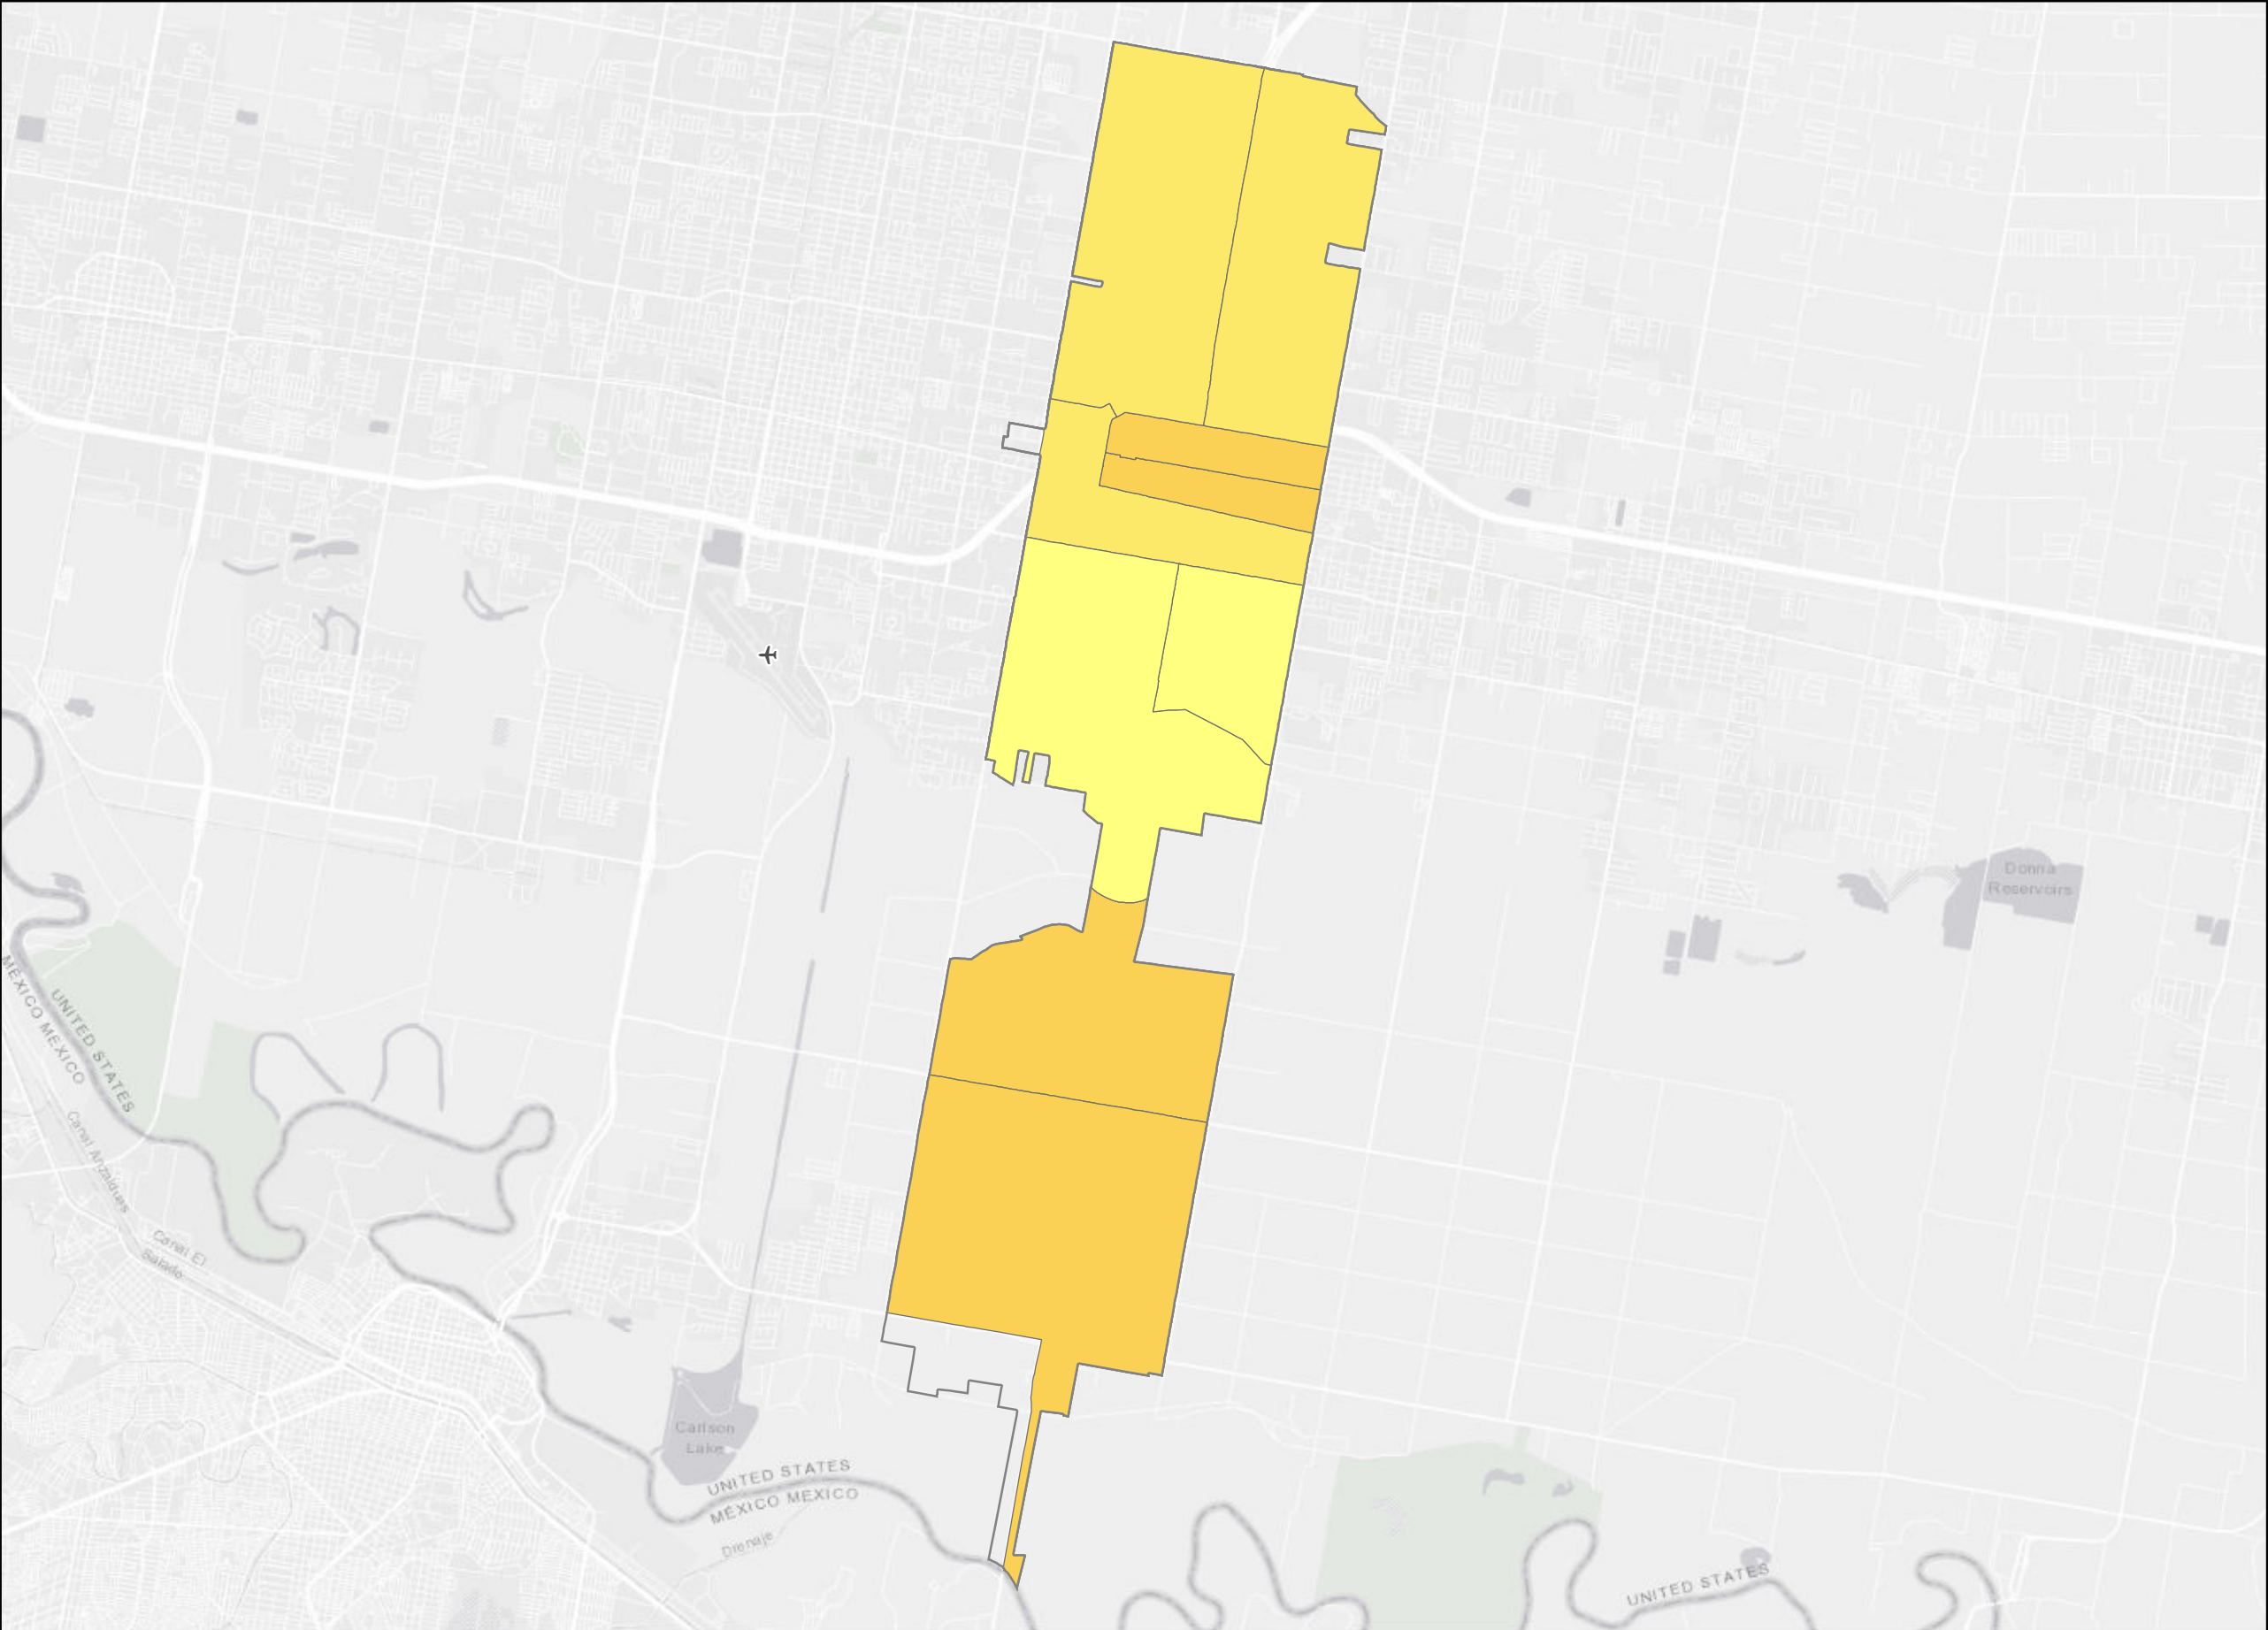 Donna
Reservoirs
MÉXICO MEXICO
UNITED STATES
Canal Anzalduas
Canal El
Salado
Carlson
Lake
UNITED STATES
MÉXICO MEXICO
Drenaje
UNITED STATES